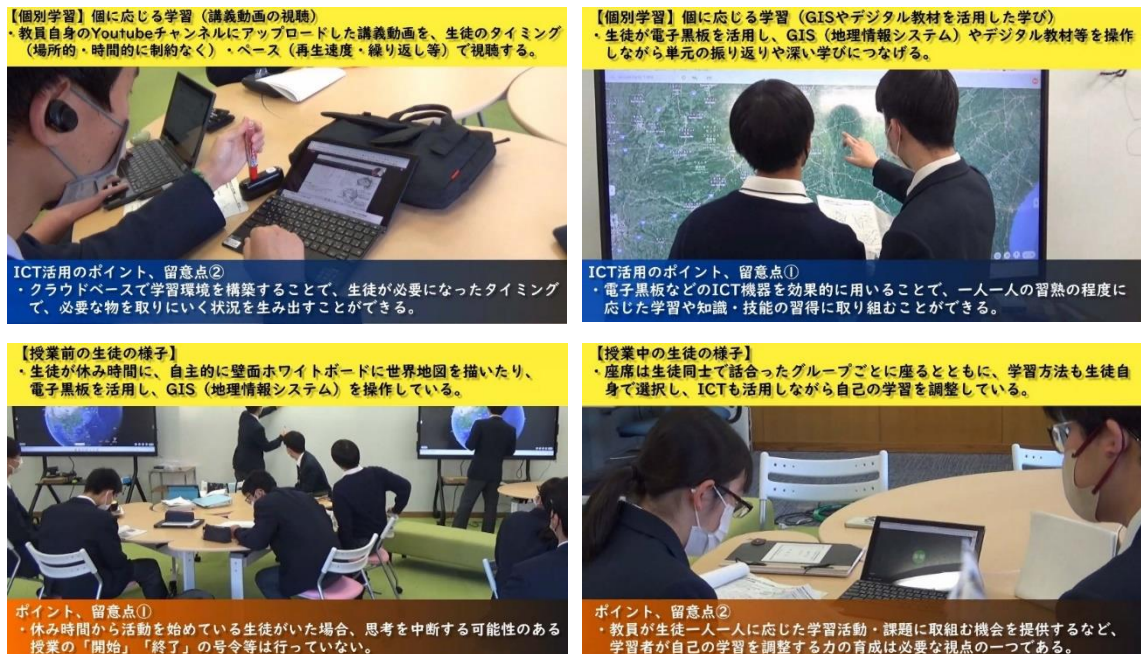 【個別学習】個に応じる学習（講義動画の視聴）
・教員自身のYoutubeチャンネルにアップロードした講義動画を、生徒のタイミング
（場所的・時間的に制約なく）・ペース（再生速度・繰り返し等）で視聴する。
ICT活用のポイント、留意点②
・クラウドベースで学習環境を構築することで、生徒が必要になったタイミング
で、必要な物を取りにいく状況を生み出すことができる。
【個別学習】個に応じる学習（GISやデジタル教材を活用した学び）
・生徒が電子黒板を活用し、GIS（地理情報システム）やデジタル教材等を操作
しながら単元の振り返りや深い学びにつなげる。
ICT活用のポイント、留意点①
・電子黒板などのICT機器を効果的に用いることで、一人一人の習熟の程度に
応じた学習や知識・技能の習得に取り組むことができる。
【授業前の生徒の様子】
・生徒が休み時間に、自主的に壁面ホワイトボードに世界地図を描いたり、
電子黒板を活用し、GIS（地理情報システム）を操作している。
ポイント、留意点①
・休み時間から活動を始めている生徒がいた場合、思考を中断する可能性のある
授業の「開始」「終了」の号令等は行っていない。
【授業中の生徒の様子】
・座席は生徒同士で話合ったグループごとに座るとともに、学習方法も生徒自
身で選択し、ICTも活用しながら自己の学習を調整している。
ポイント、留意点②
・教員が生徒一人一人に応じた学習活動・課題に取組む機会を提供するなど、
学習者が自己の学習を調整する力の育成は必要な視点の一つである。